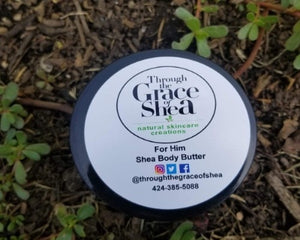 Through
the
Grace
of
Shea
natural skincare
creations
For Him
Shea Body Butter
@throughthegraceofshea
424-385-5088